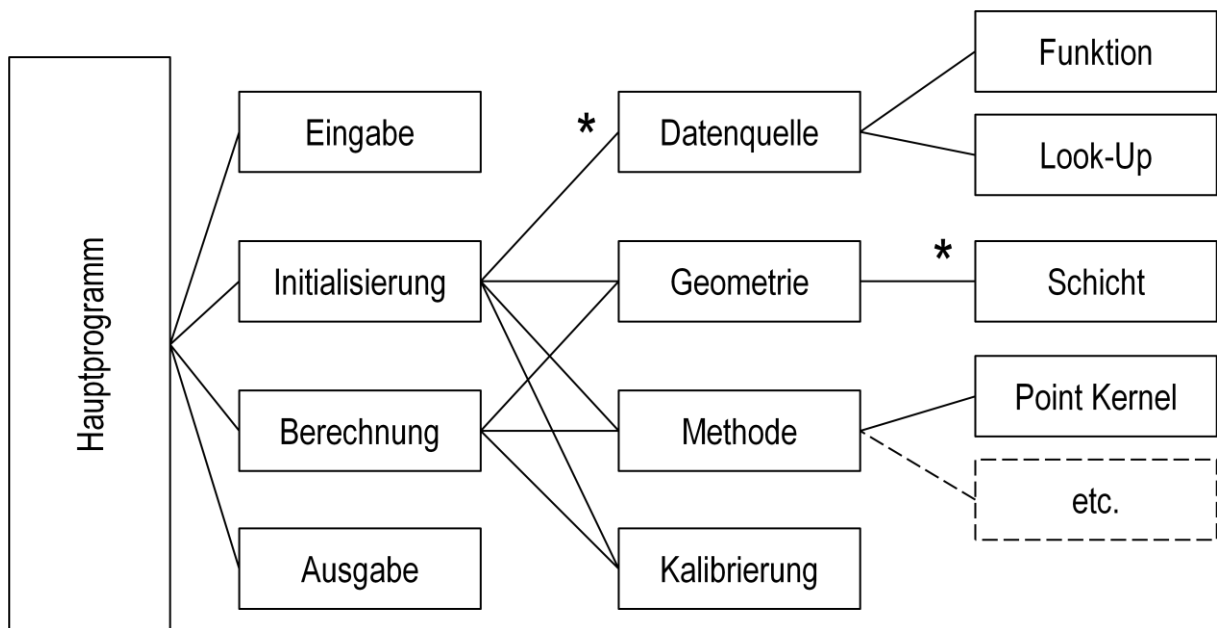 Hauptprogramm
Eingabe
Initialisierung
Berechnung
Ausgabe
*
Datenquelle
Geometrie
Methode
Kalibrierung
Funktion
Look-Up
*
Schicht
Point Kernel
etc.